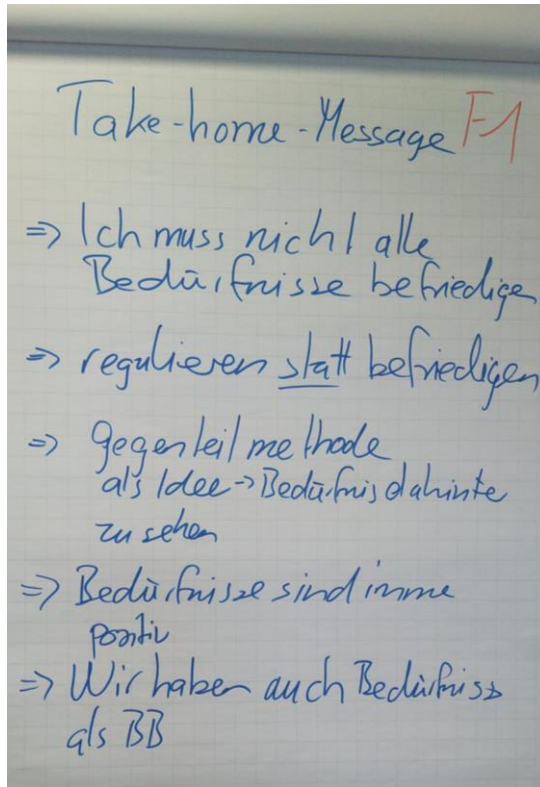 Take-home-Message F1
⇒ Ich muss nicht alle
Bedürfnisse befriedigen
⇒ regulieren statt befriedigen
⇒ Gegenteilmethode
als Idee → Bedürfnis dahinte
zu sehen
⇒ Bedürfnisse sind imme
positiv
⇒ Wir haben auch Bedürfniss
als BB